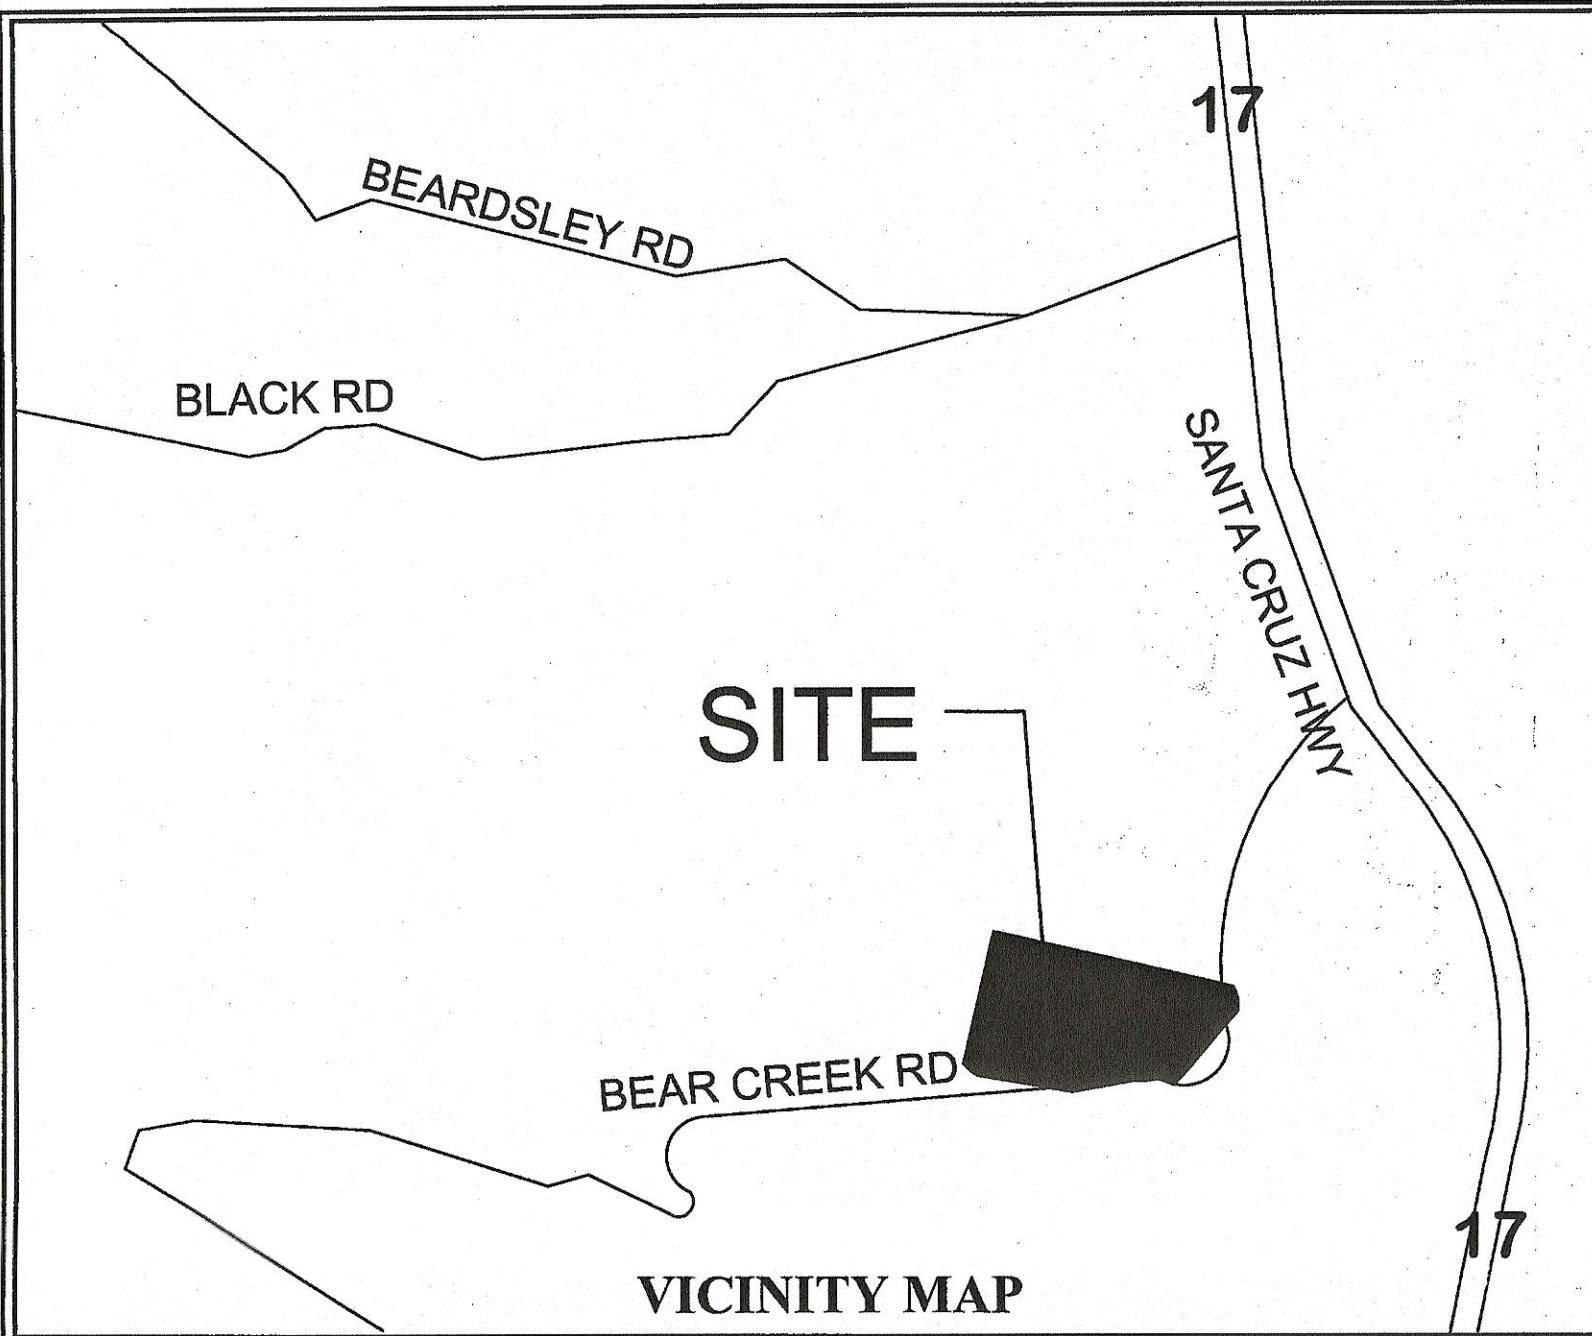 17
BEARDSLEY RD
BLACK RD
SANTA CRUZ HWY
SITE
BEAR CREEK RD
17
VICINITY MAP